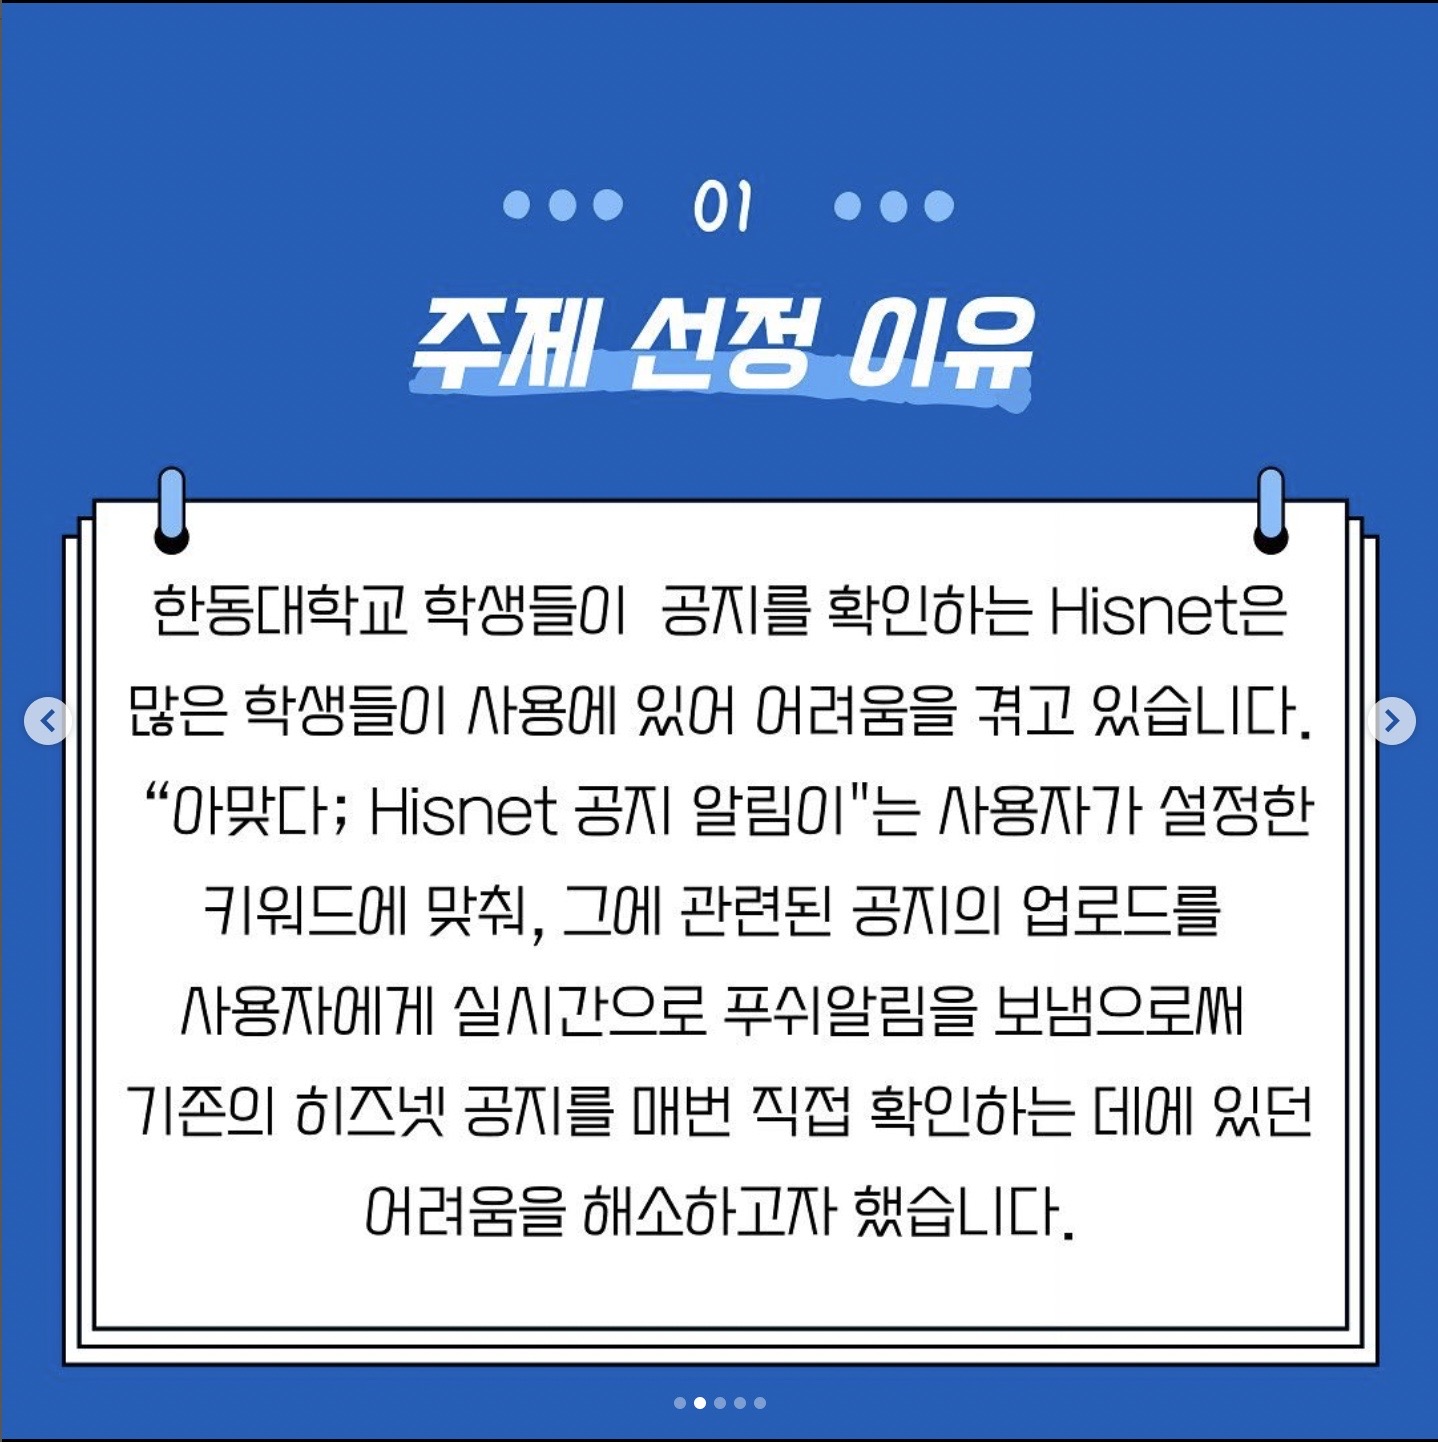 01
주제 선정 이유
한동대학교 학생들이 공지를 확인하는 Hisnet은
많은 학생들이 사용에 있어 어려움을 겪고 있습니다.
“아맞다; Hisnet 공지 알림이"는 사용자가 설정한
키워드에 맞춰, 그에 관련된 공지의 업로드를
사용자에게 실시간으로 푸쉬알림을 보냄으로써
기존의 히즈넷 공지를 매번 직접 확인하는 데에 있던
어려움을 해소하고자 했습니다.